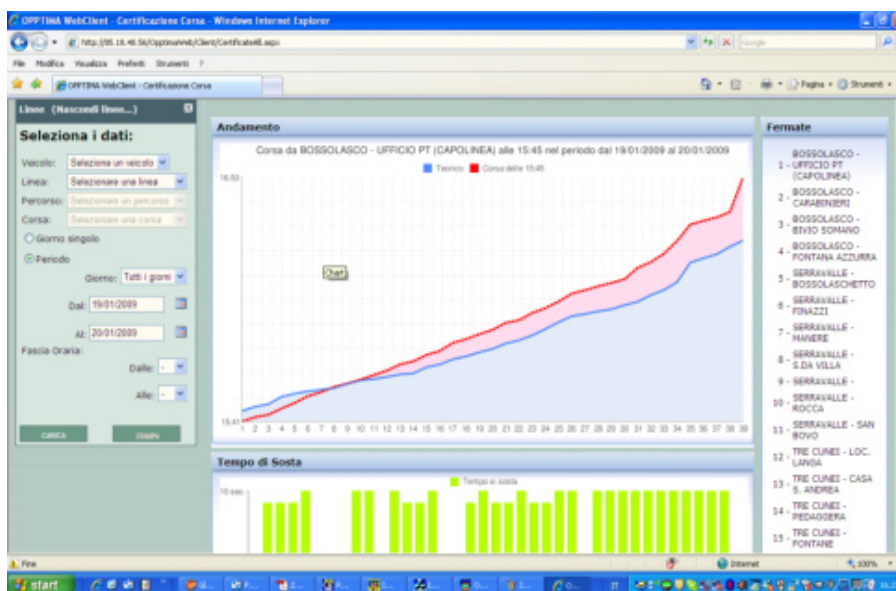 OPPTIMA WebClient - Certificazione Corsa - Windows Internet Explorer
File Modifica Visualizza Preferiti Strumenti ?
OPPTIMA WebClient - Certificazione Corsa
Pagina
Strumenti
Linee (Nascondi linee...)
Seleziona i dati:
Veicolo: Seleziona un veicolo
Linea: Selezionare una linea
Percorso: Selezionare un percorso
Corsa: Selezionare una corsa
Giorno singolo
Periodo
Giorno: Tutti i giorni
Dal: 19/01/2009
Al: 20/01/2009
Fascia Oraria:
Dalle: -
Alle: -
CARICA STAMPA
Andamento
Corsa da BOSSOLASCO - UFFICIO PT (CAPOLINEA) alle 15:45 nel periodo dal 19/01/2009 al 20/01/2009
Teorico Corsa delle 15:45
Chart
15:41
1 2 3 4 5 6 7 8 9 10 11 12 13 14 15 16 17 18 19 20 21 22 23 24 25 26 27 28 29 30 31 32 33 34 35 36 37 38 39
Tempo di Sosta
Tempo di sosta
10 sec
Fermate
1 - BOSSOLASCO -
UFFICIO PT
(CAPOLINEA)
2 - BOSSOLASCO -
CARABINIERI
3 - BOSSOLASCO -
BIVIO SOMANO
4 - BOSSOLASCO -
FONTANA AZZURRA
5 - SERRAVALLE -
BOSSOLASCHETTO
6 - SERRAVALLE -
FINAZZI
7 - SERRAVALLE -
MANERE
8 - SERRAVALLE -
S.DA VILLA
9 - SERRAVALLE -
10 - SERRAVALLE -
ROCCA
11 - SERRAVALLE - SAN
BOVO
12 - TRE CUNEI - LOC.
LANGA
13 - TRE CUNEI - CASA
S. ANDREA
14 - TRE CUNEI -
PEDAGGERA
15 - TRE CUNEI -
FONTANE
Fine
Internet
100%
start
IT